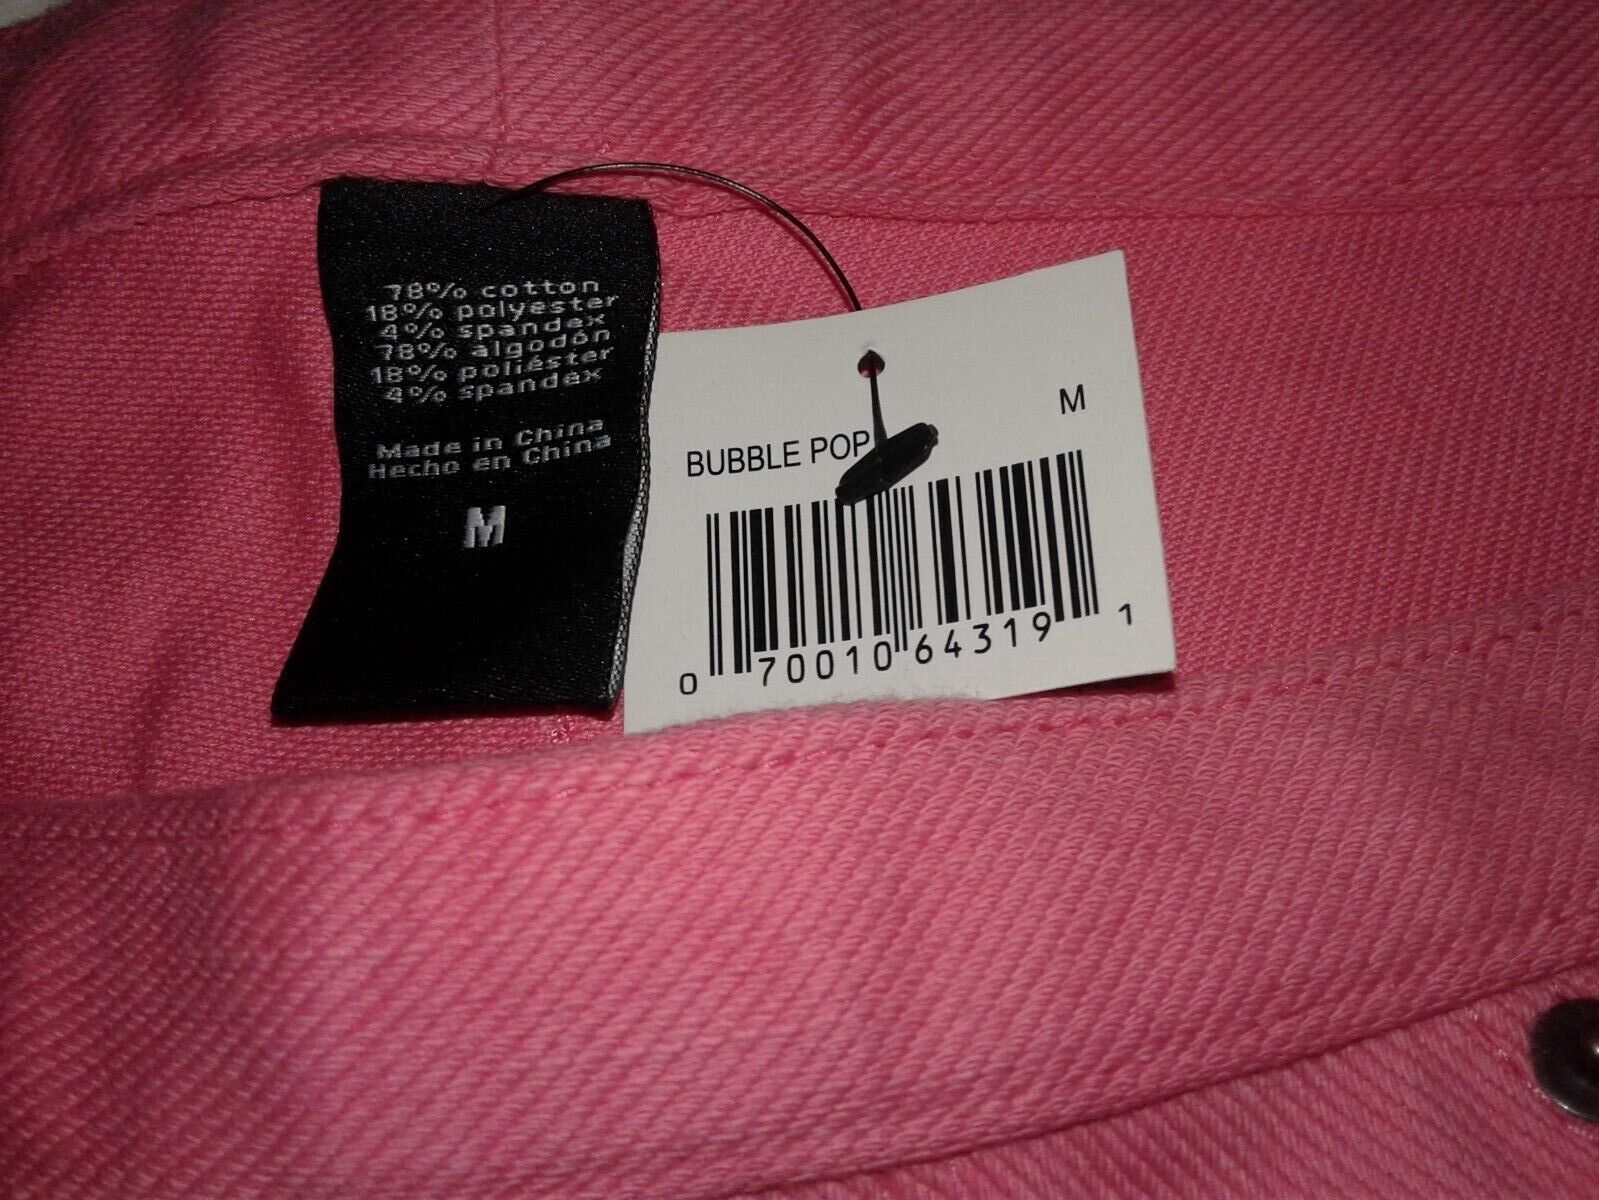 78% cotton
18% polyester
4% spandex
78% algodón
18% poliéster
4% spandex
Made in China
Hecho en China
M
M
BUBBLE POP
0 70010 64319 1